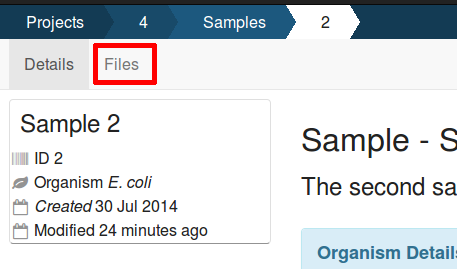 Projects 4 Samples 2
Details Files
Sample 2
ID 2
Organism E. coli
Created 30 Jul 2014
Modified 24 minutes ago
Sample - S
The second sa
Organism Details